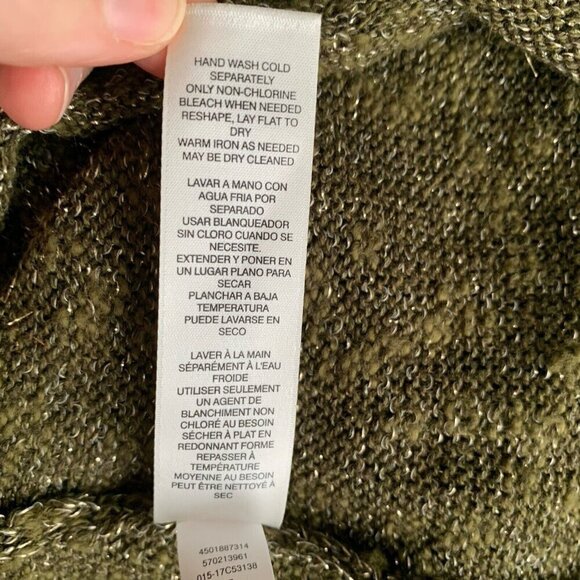 HAND WASH COLD
SEPARATELY
ONLY NON-CHLORINE
BLEACH WHEN NEEDED
RESHAPE, LAY FLAT TO
DRY
WARM IRON AS NEEDED
MAY BE DRY CLEANED
LAVAR A MANO CON
AGUA FRIA POR
SEPARADO
USAR BLANQUEADOR
SIN CLORO CUANDO SE
NECESITE.
EXTENDER Y PONER EN
UN LUGAR PLANO PARA
SECAR
PLANCHAR A BAJA
TEMPERATURA
PUEDE LAVARSE EN
SECO
LAVER À LA MAIN
SÉPARÉMENT À L'EAU
FROIDE
UTILISER SEULEMENT
UN AGENT DE
BLANCHIMENT NON
CHLORÉ AU BESOIN
SÉCHER À PLAT EN
REDONNANT FORME
REPASSER À
TEMPÉRATURE
MOYENNE AU BESOIN
PEUT ÊTRE NETTOYÉ À
SEC
4501887314
570213961
015-17C53138